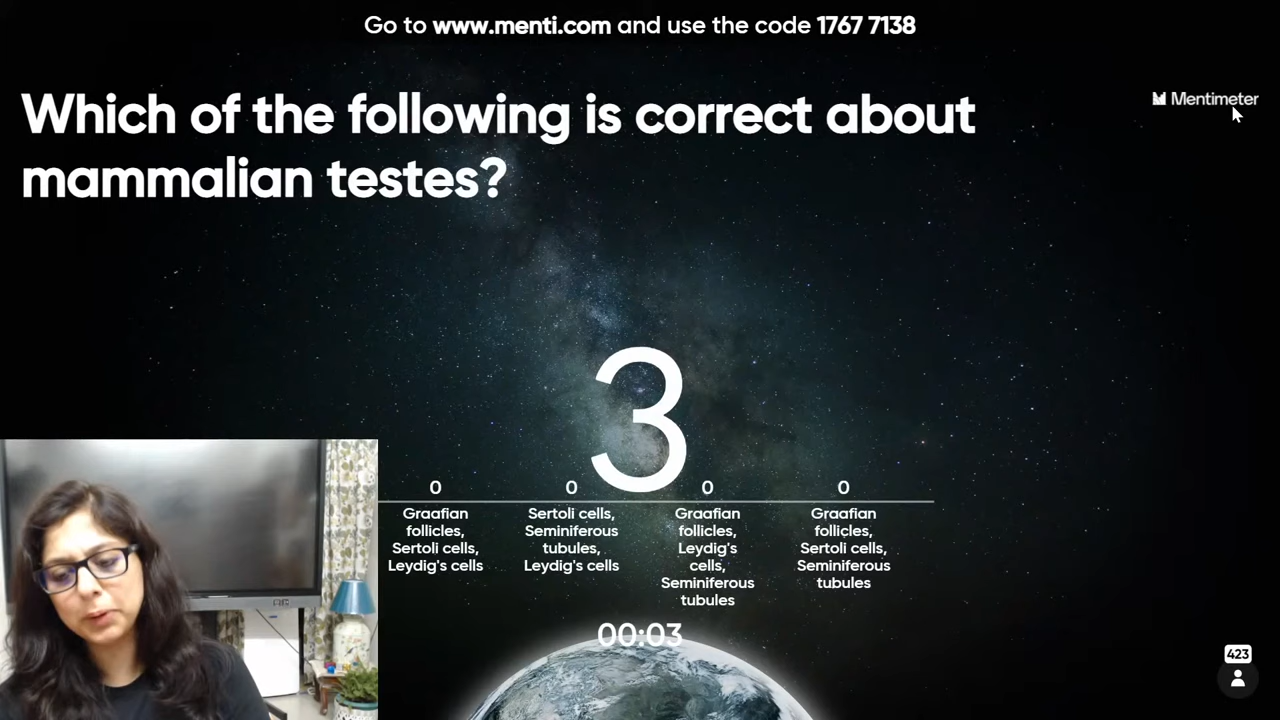 Go to www.menti.com and use the code 1767 7138
Mentimeter
Which of the following is correct about
mammalian testes?
3
0
0
0
0
Graafian
follicles,
Sertoli cells,
Leydig's cells
Sertoli cells,
Seminiferous
tubules,
Leydig's cells
Graafian
follicles,
Leydig's
cells,
Seminiferous
tubules
Graafian
follicles,
Sertoli cells,
Seminiferous
tubules
00:03
423